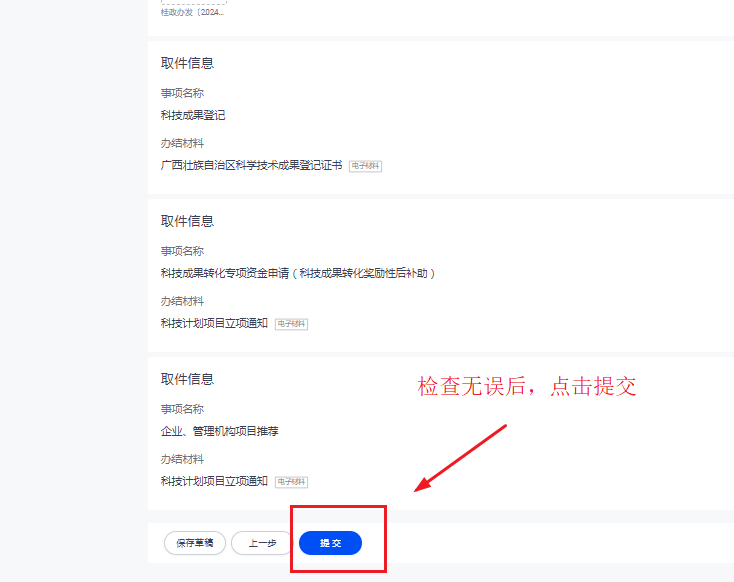 桂政办发〔2024...
取件信息
事项名称
科技成果登记
办结材料
广西壮族自治区科学技术成果登记证书 电子材料
取件信息
事项名称
科技成果转化专项资金申请（科技成果转化奖励性后补助）
办结材料
科技计划项目立项通知 电子材料
取件信息
检查无误后，点击提交
事项名称
企业、管理机构项目推荐
办结材料
科技计划项目立项通知 电子材料
保存草稿 上一步 提交